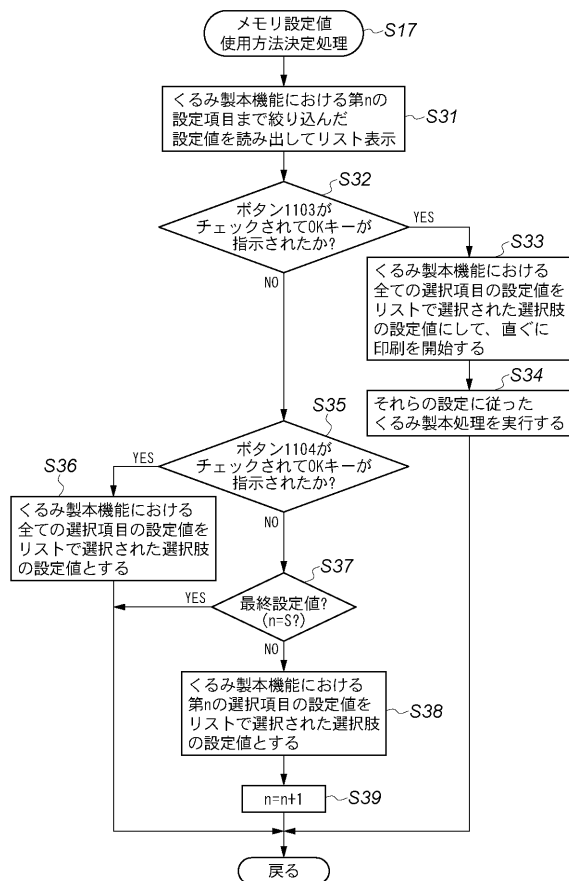 メモリ設定値
使用方法決定処理
S17
くるみ製本機能における第nの
設定項目まで絞り込んだ
設定値を読み出してリスト表示
S31
S32
ボタン1103が
チェックされてOKキーが
指示されたか?
YES
NO
S33
くるみ製本機能における
全ての選択項目の設定値を
リストで選択された選択肢
の設定値にして、直ぐに
印刷を開始する
S34
それらの設定に従った
くるみ製本処理を実行する
S35
ボタン1104が
チェックされてOKキーが
指示されたか?
YES
NO
S36
くるみ製本機能における
全ての選択項目の設定値を
リストで選択された選択肢
の設定値とする
S37
最終設定値?
(n=S?)
YES
NO
くるみ製本機能における
第nの選択項目の設定値を
リストで選択された選択肢
の設定値とする
S38
n=n+1
S39
戻る